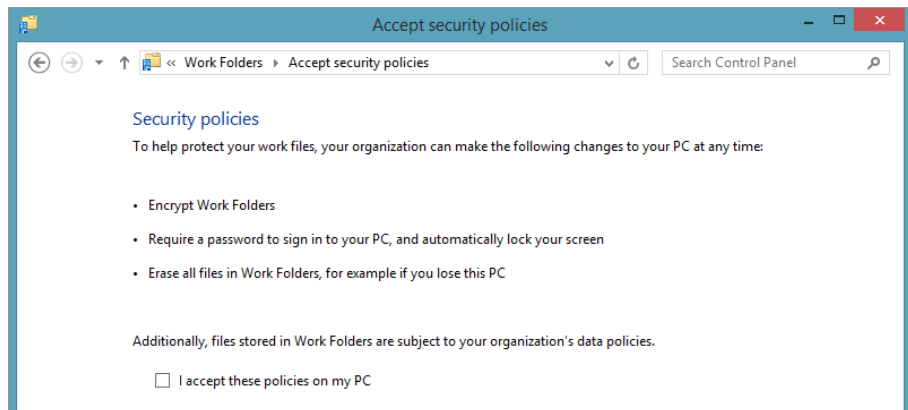 Accept security policies
« Work Folders ▸ Accept security policies
Search Control Panel
Security policies
To help protect your work files, your organization can make the following changes to your PC at any time:
• Encrypt Work Folders
• Require a password to sign in to your PC, and automatically lock your screen
• Erase all files in Work Folders, for example if you lose this PC
Additionally, files stored in Work Folders are subject to your organization's data policies.
I accept these policies on my PC